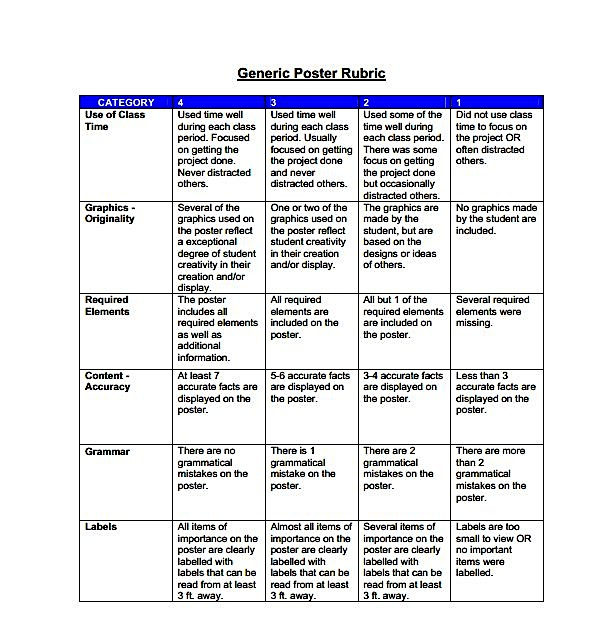 Generic Poster Rubric
CATEGORY 4 3 2 1
Use of Class
Time
Used time well
during each class
period. Focused
on getting the
project done.
Never distracted
others.
Used time well
during each class
period. Usually
focused on getting
the project done
and never
distracted others.
Used some of the
time well during
each class period.
There was some
focus on getting
the project done
but occasionally
distracted others.
Did not use class
time to focus on
the project OR
often distracted
others.
Graphics -
Originality
Several of the
graphics used on
the poster reflect
a exceptional
degree of student
creativity in their
creation and/or
display.
One or two of the
graphics used on
the poster reflect
student creativity
in their creation
and/or display.
The graphics are
made by the
student, but are
based on the
designs or ideas
of others.
No graphics made
by the student are
included.
Required
Elements
The poster
includes all
required elements
as well as
additional
information.
All required
elements are
included on the
poster.
All but 1 of the
required elements
are included on
the poster.
Several required
elements were
missing.
Content -
Accuracy
At least 7
accurate facts are
displayed on the
poster.
5-6 accurate facts
are displayed on
the poster.
3-4 accurate facts
are displayed on
the poster.
Less than 3
accurate facts are
displayed on the
poster.
Grammar
There are no
grammatical
mistakes on the
poster.
There is 1
grammatical
mistake on the
poster.
There are 2
grammatical
mistakes on the
poster.
There are more
than 2
grammatical
mistakes on the
poster.
Labels
All items of
importance on the
poster are clearly
labelled with
labels that can be
read from at least
3 ft. away.
Almost all items of
importance on the
poster are clearly
labelled with
labels that can be
read from at least
3 ft. away.
Several items of
importance on the
poster are clearly
labelled with
labels that can be
read from at least
3 ft. away.
Labels are too
small to view OR
no important
items were
labelled.